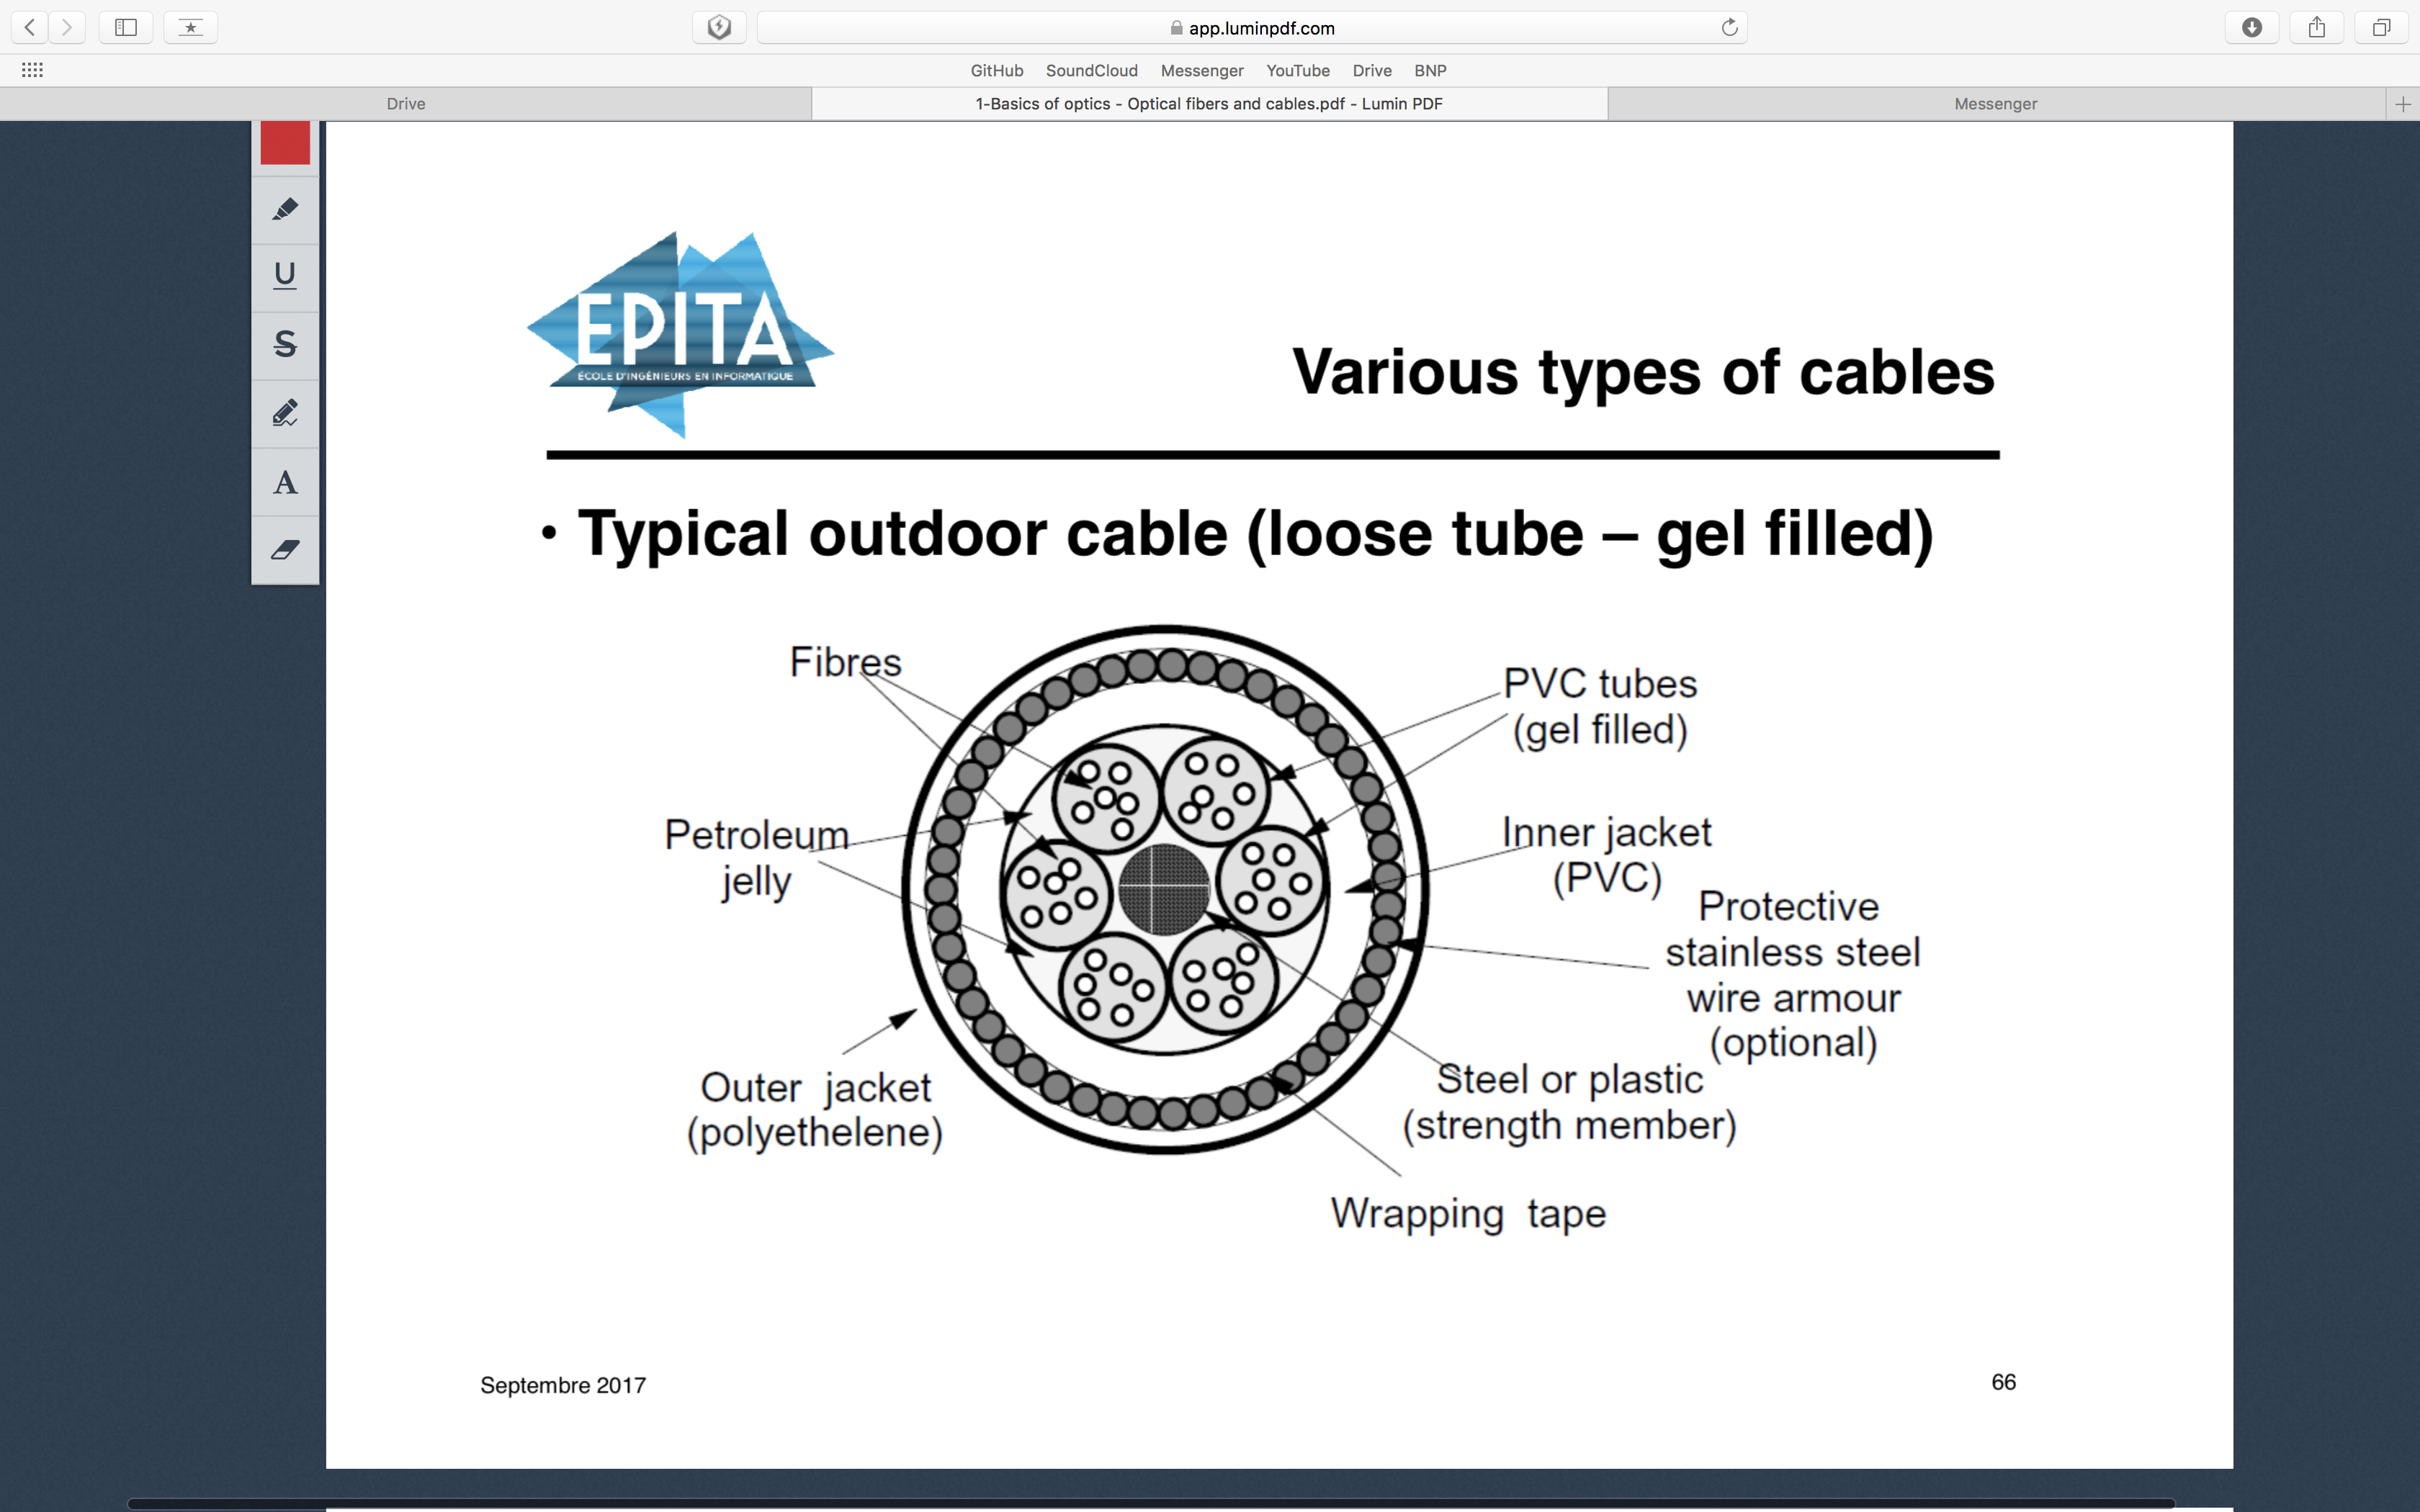 app.luminpdf.com
GitHub SoundCloud Messenger YouTube Drive BNP
Drive
1-Basics of optics - Optical fibers and cables.pdf - Lumin PDF
Messenger
U
S
A
EPITA
ÉCOLE D'INGÉNIEURS EN INFORMATIQUE
Various types of cables
• Typical outdoor cable (loose tube – gel filled)
Fibres
PVC tubes
(gel filled)
Petroleum
jelly
Inner jacket
(PVC)
Protective
stainless steel
wire armour
(optional)
Outer jacket
(polyethelene)
Steel or plastic
(strength member)
Wrapping tape
Septembre 2017
66